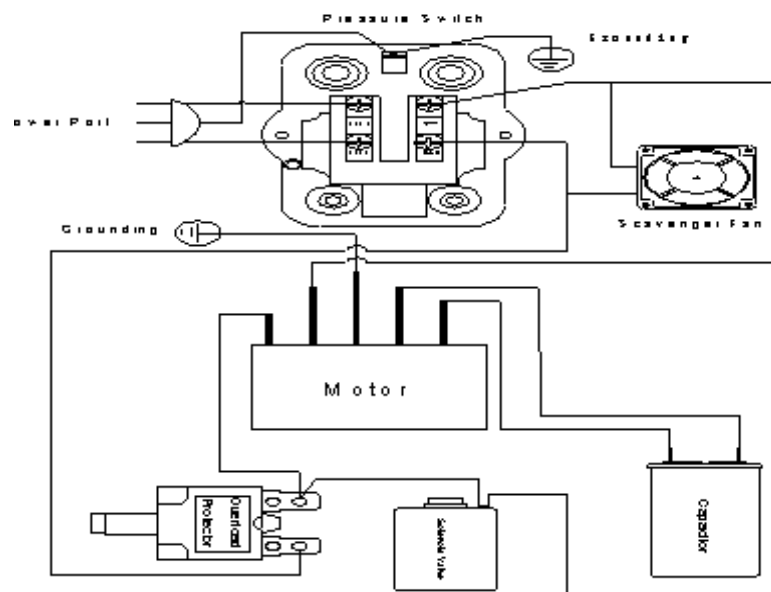 Pressure Switch
Grounding
ower Port
Grounding
Scavenger Fan
Motor
Overload
Protector
Solenoid Valve
Capacitor